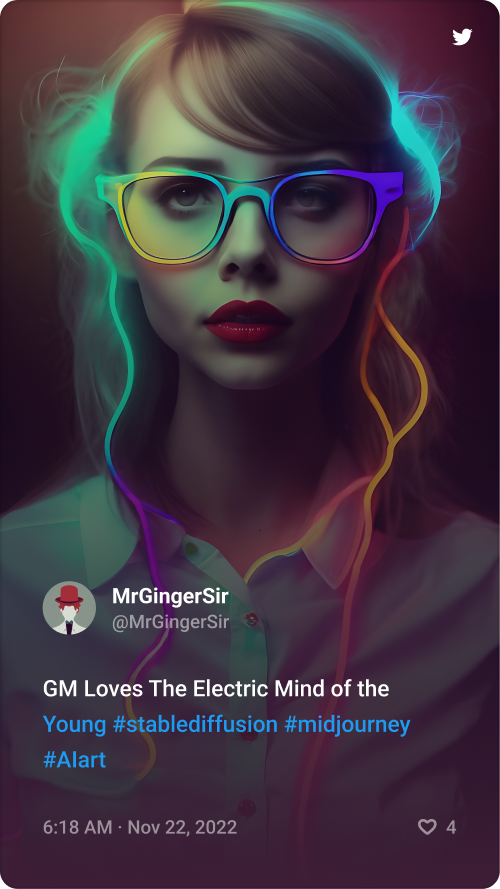 MrGingerSir
@MrGingerSir
GM Loves The Electric Mind of the
Young #stablediffusion #midjourney
#AIart
6:18 AM · Nov 22, 2022
4